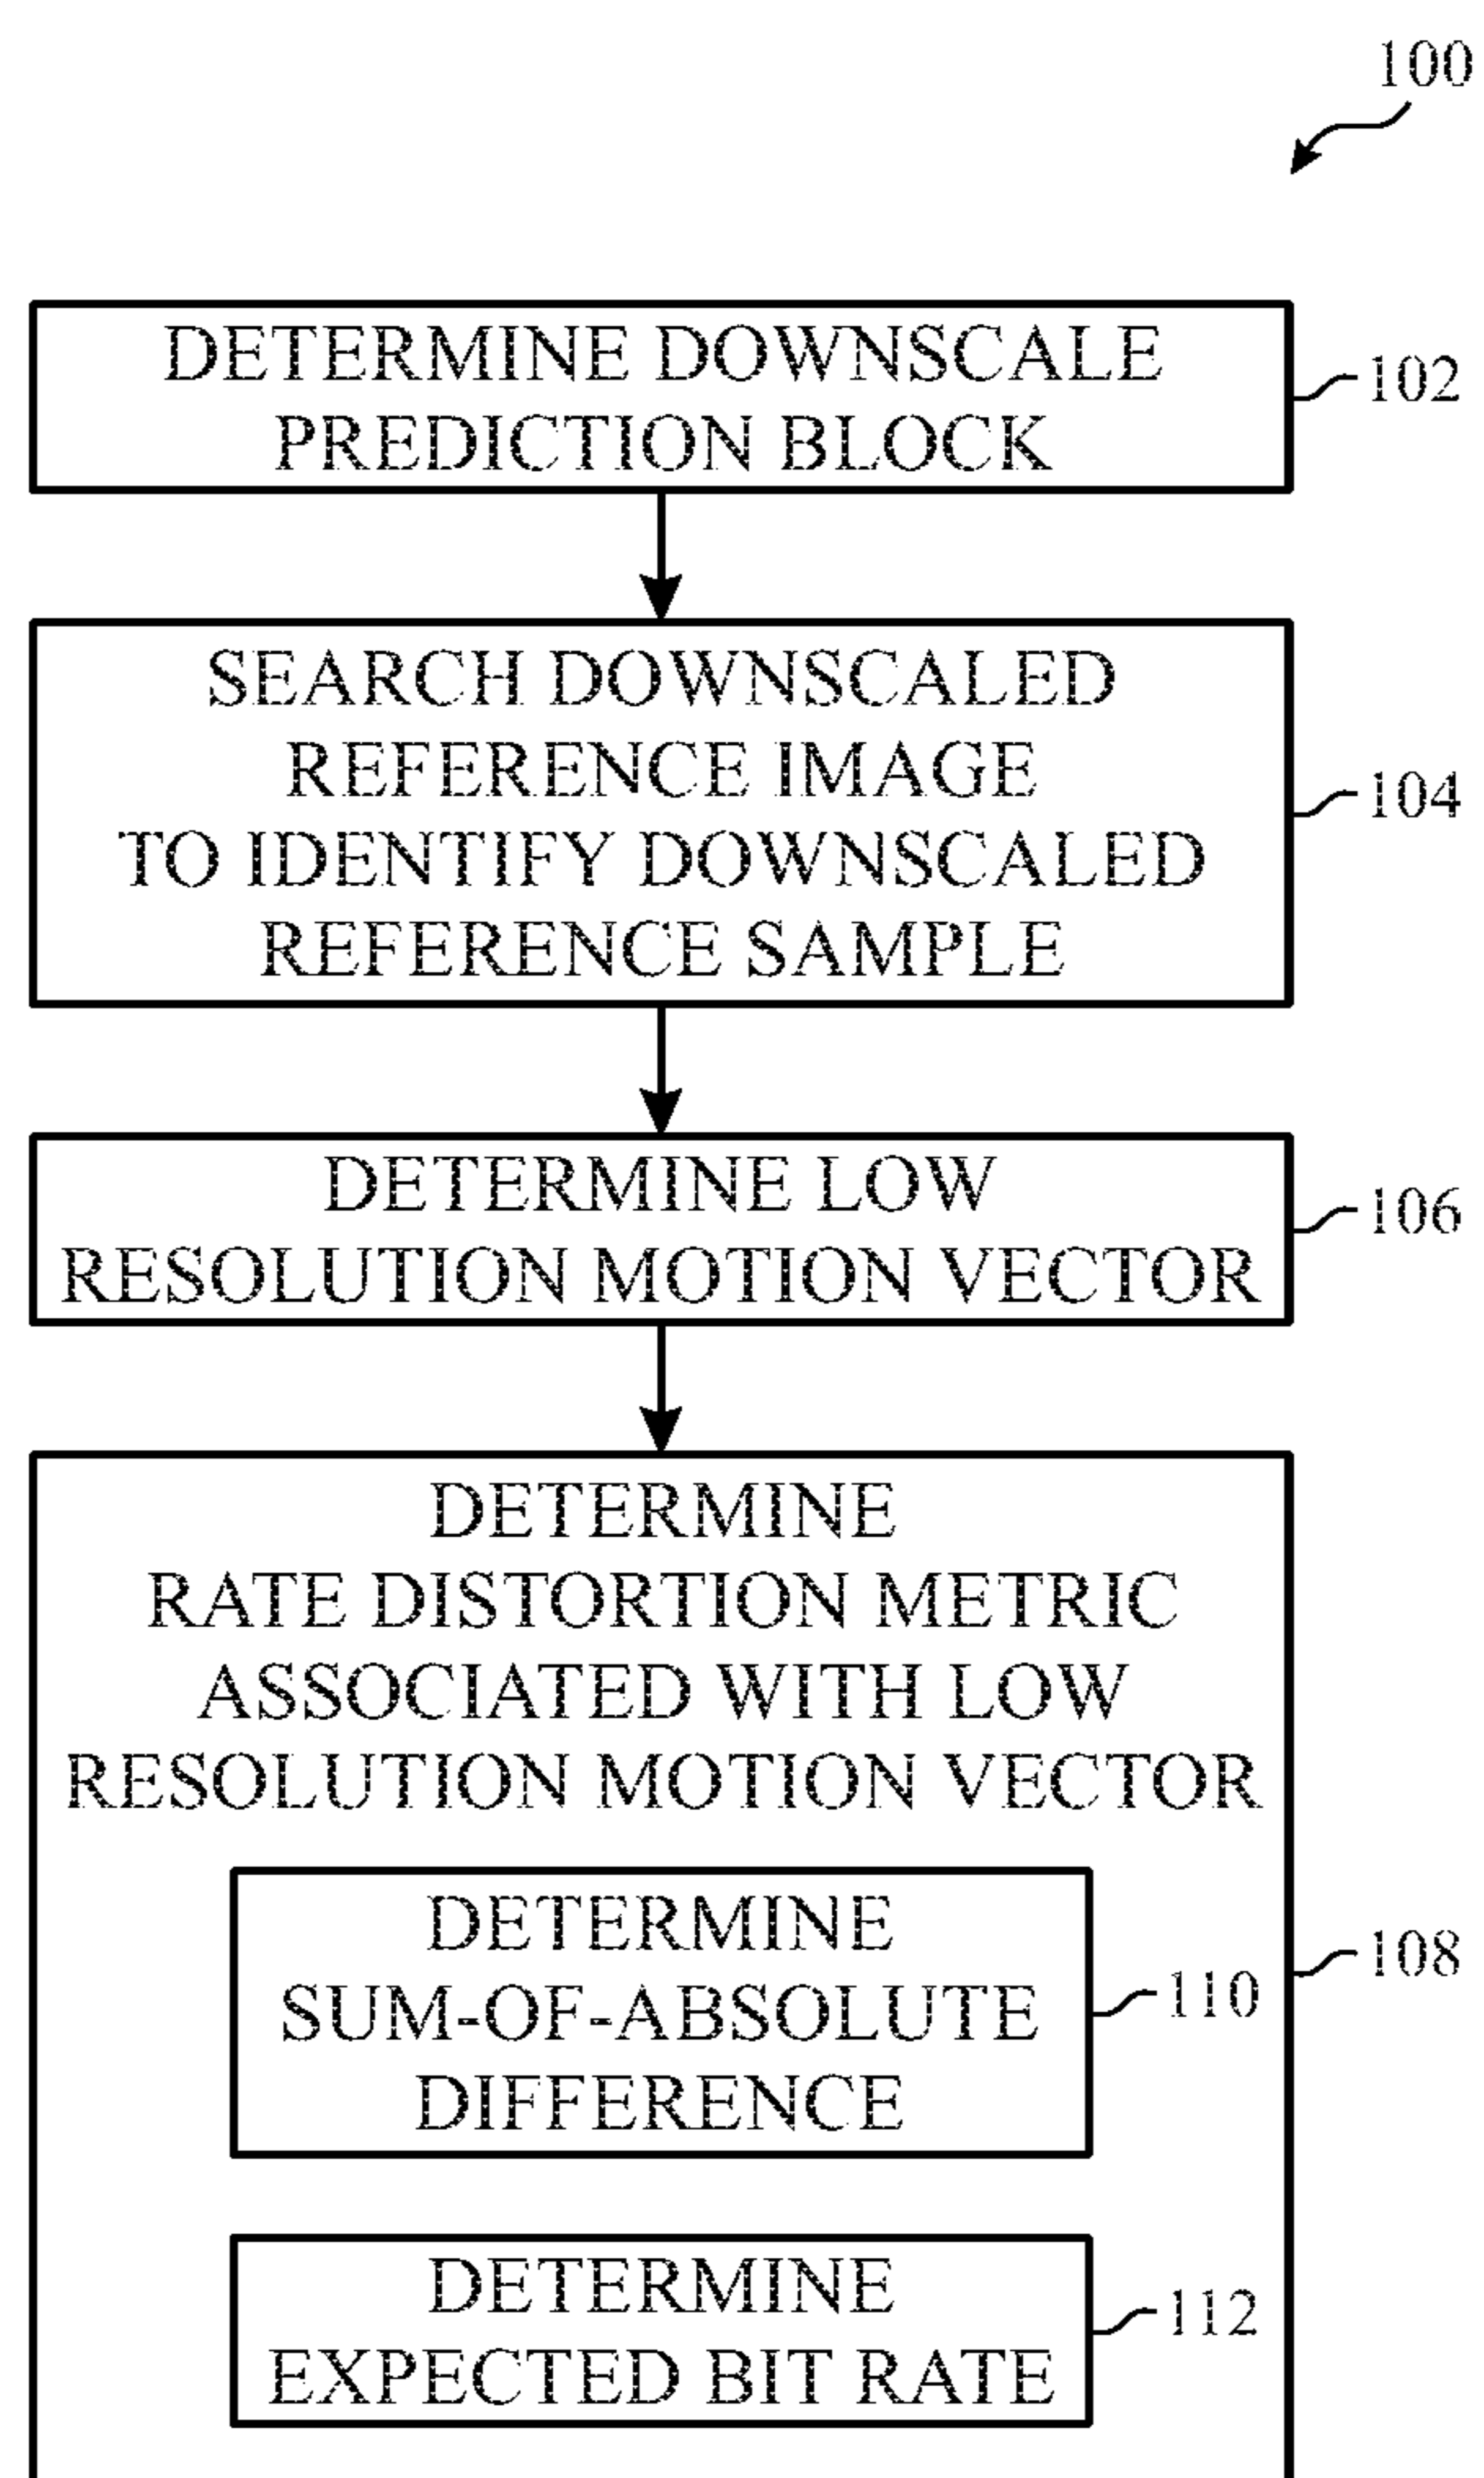 100
DETERMINE DOWNSCALE
PREDICTION BLOCK
102
SEARCH DOWNSCALED
REFERENCE IMAGE
TO IDENTIFY DOWNSCALED
REFERENCE SAMPLE
104
DETERMINE LOW
RESOLUTION MOTION VECTOR
106
DETERMINE
RATE DISTORTION METRIC
ASSOCIATED WITH LOW
RESOLUTION MOTION VECTOR
108
DETERMINE
SUM-OF-ABSOLUTE
DIFFERENCE
110
DETERMINE
EXPECTED BIT RATE
112